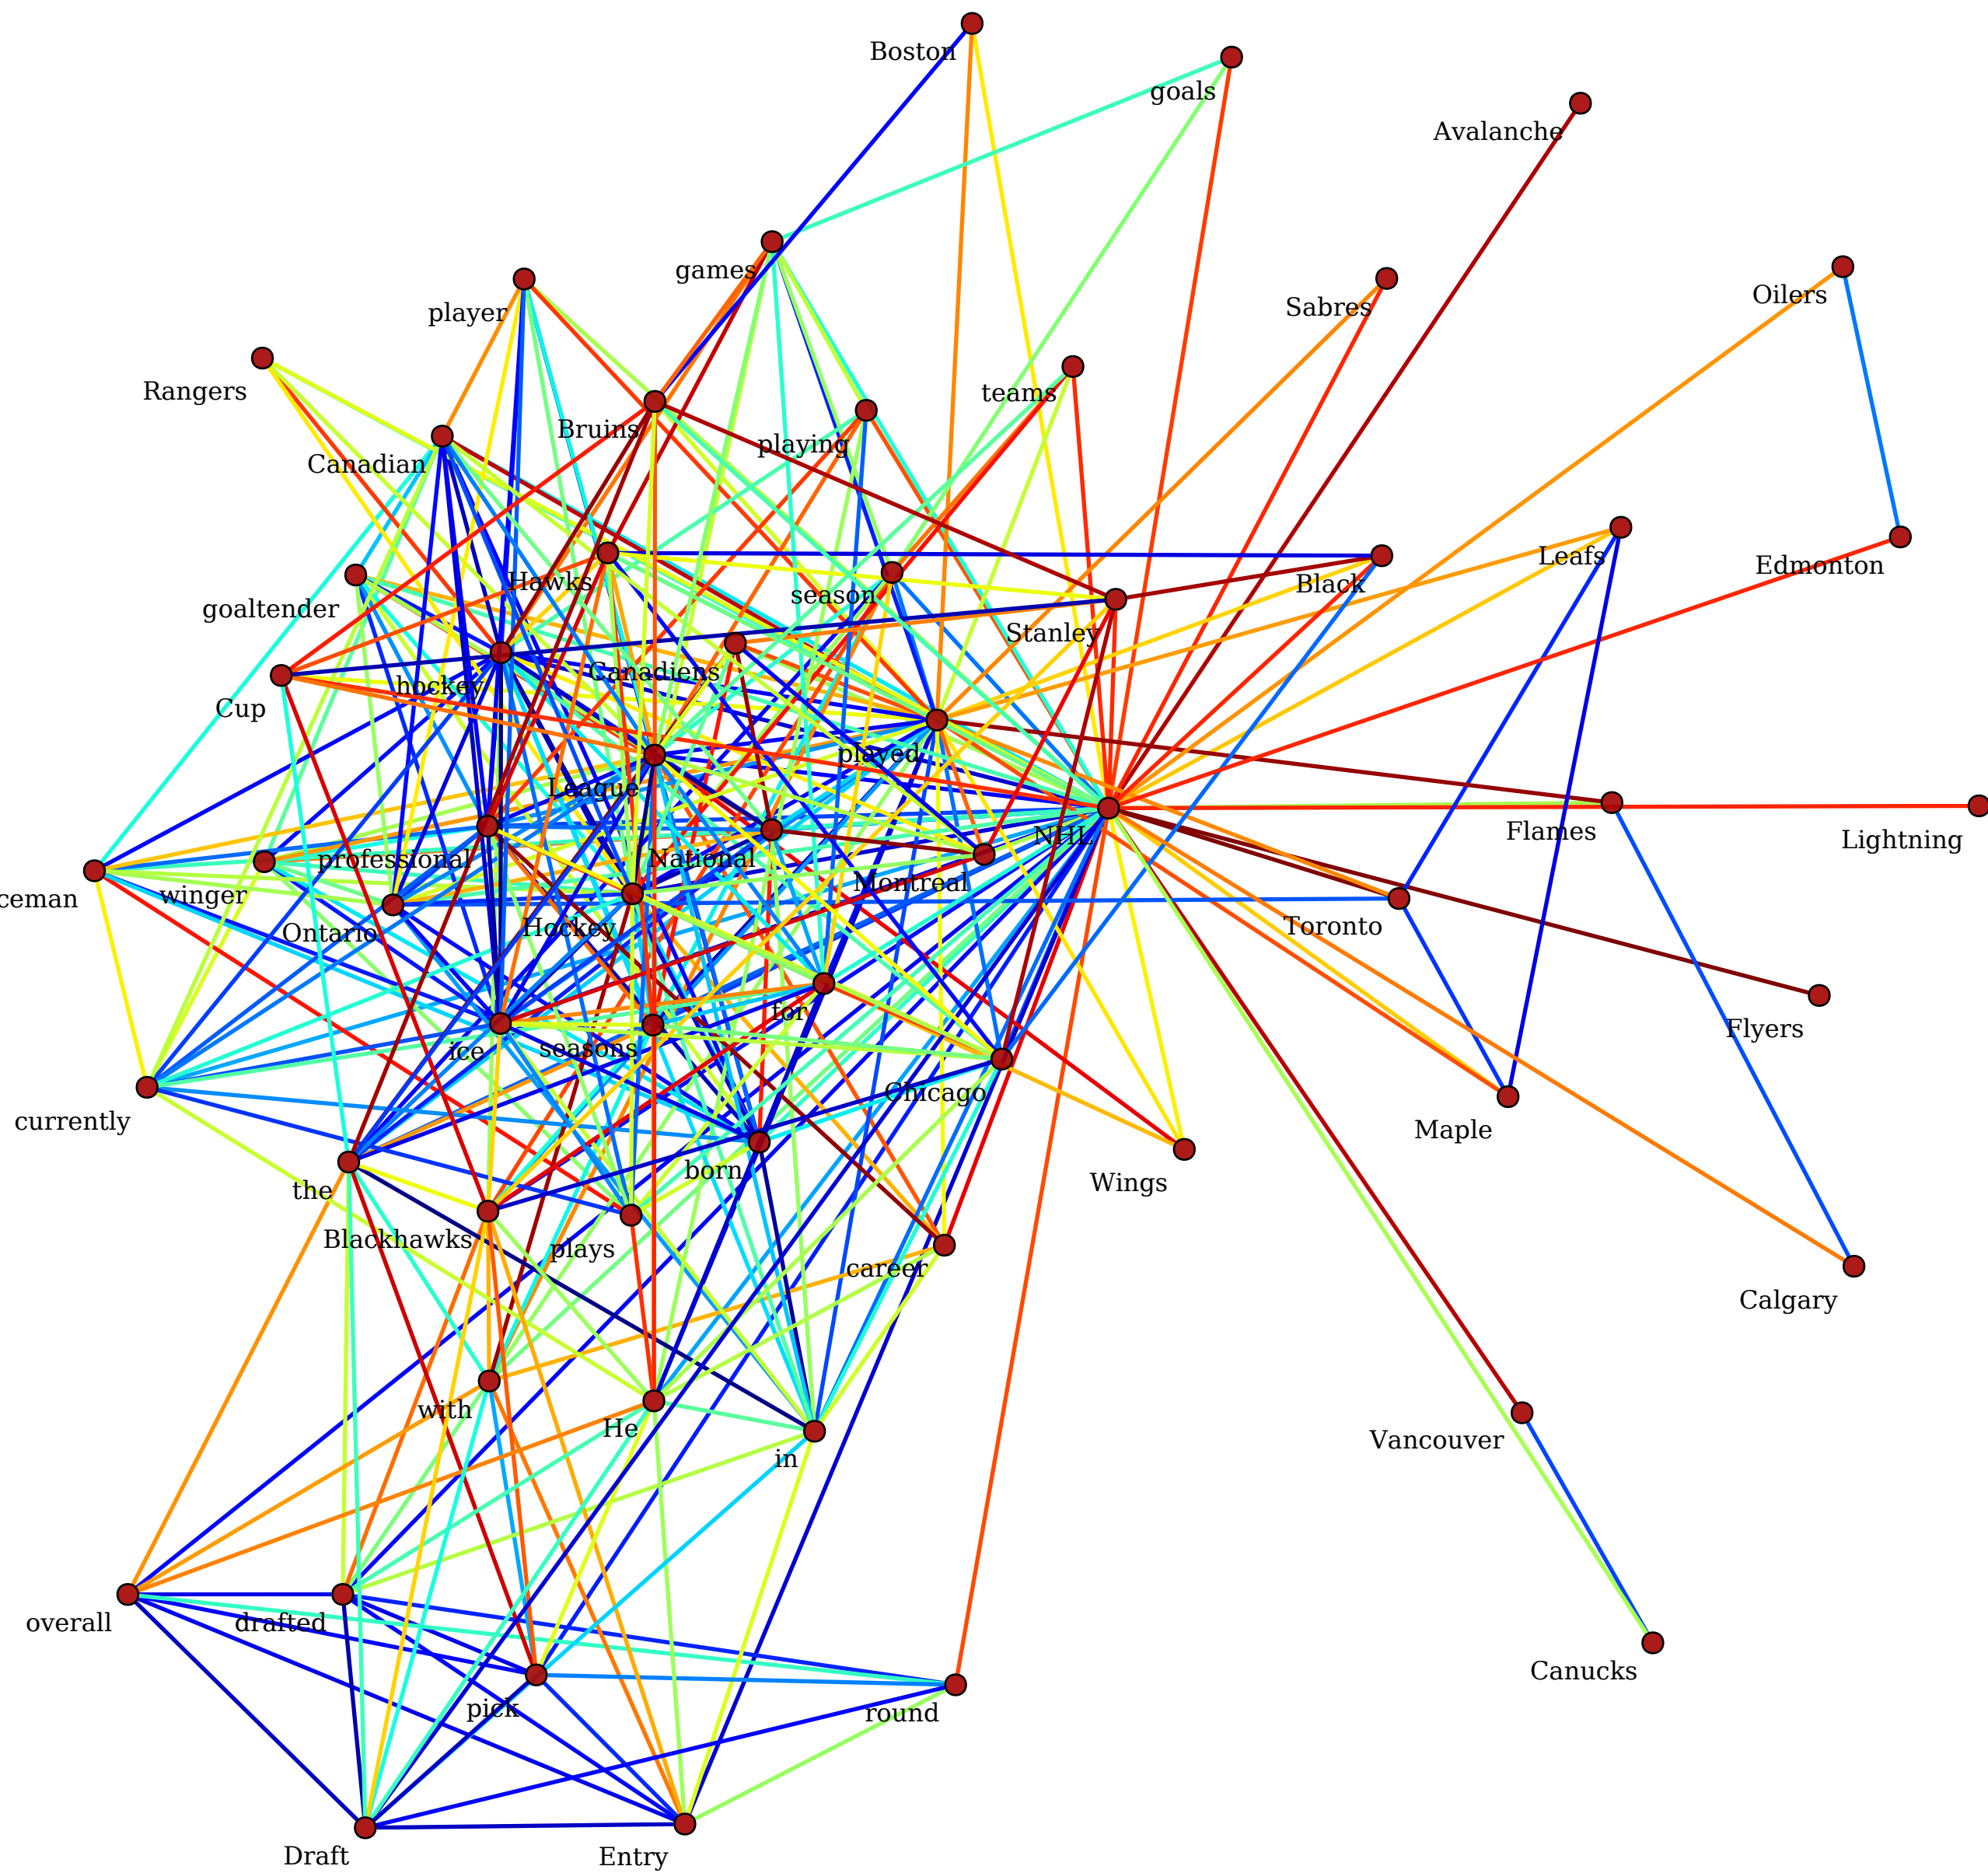 Boston
goals
Avalanche
games
Oilers
player
Sabres
Rangers
teams
Bruins
playing
Canadian
Leafs
Edmonton
Hawks
Black
season
goaltender
Stanley
Canadiens
hockey
Cup
played
League
NHL
Flames
Lightning
professional
National
Montreal
winger
ceman
Toronto
Hockey
Ontario
for
Flyers
seasons
ice
Chicago
currently
Maple
born
Wings
the
Blackhawks
plays
career
Calgary
with
He
Vancouver
in
overall
drafted
Canucks
pick
round
Draft
Entry